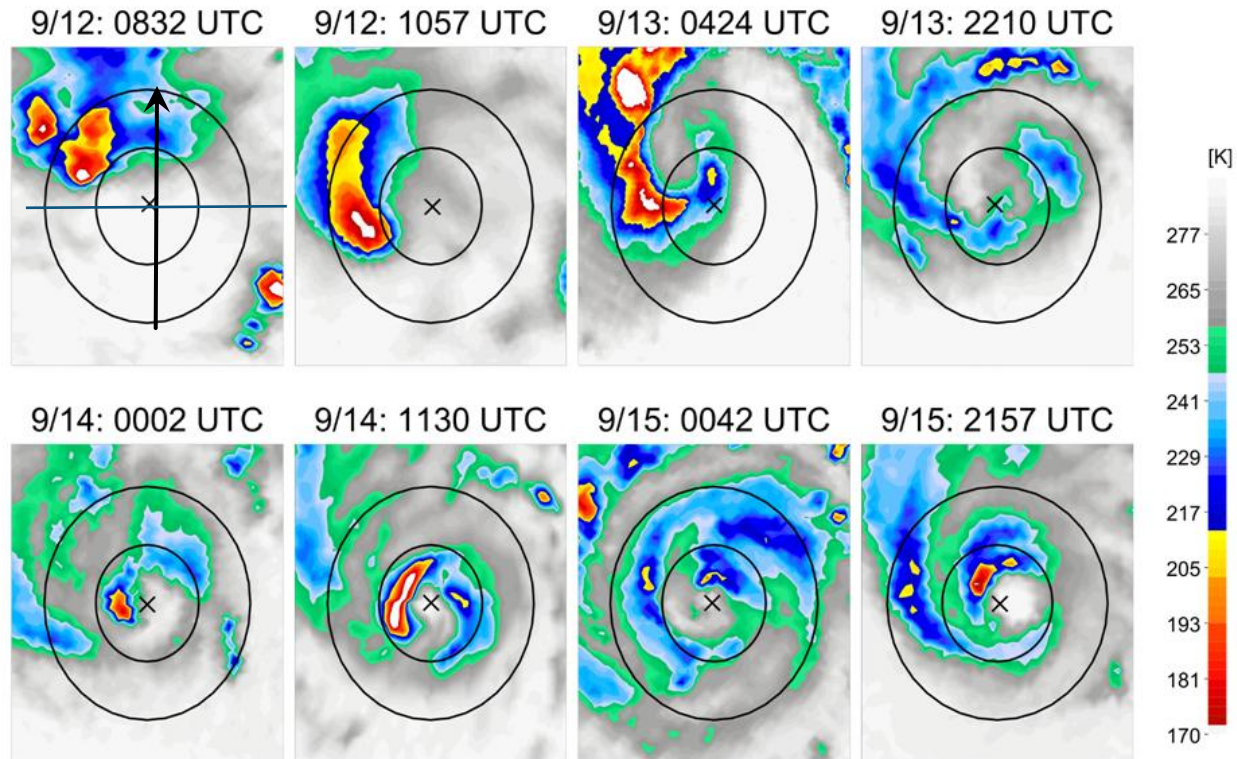 9/12: 0832 UTC
9/12: 1057 UTC
9/13: 0424 UTC
9/13: 2210 UTC
[K]
277
265
253
241
229
217
205
193
181
170
9/14: 0002 UTC
9/14: 1130 UTC
9/15: 0042 UTC
9/15: 2157 UTC